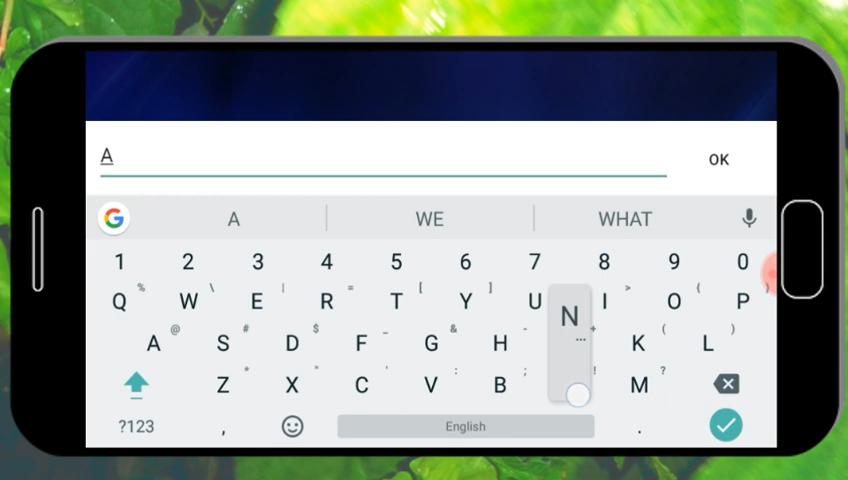 A
OK
A WE WHAT
1 2 3 4 5 6 7 8 9 0
% \ | = [ ] > { }
Q W E R T Y U I O P
@ # $ _ & - + ( )
A S D F G H N K L
* " ' : ; ! ?
Z X C V B M
?123 , English .